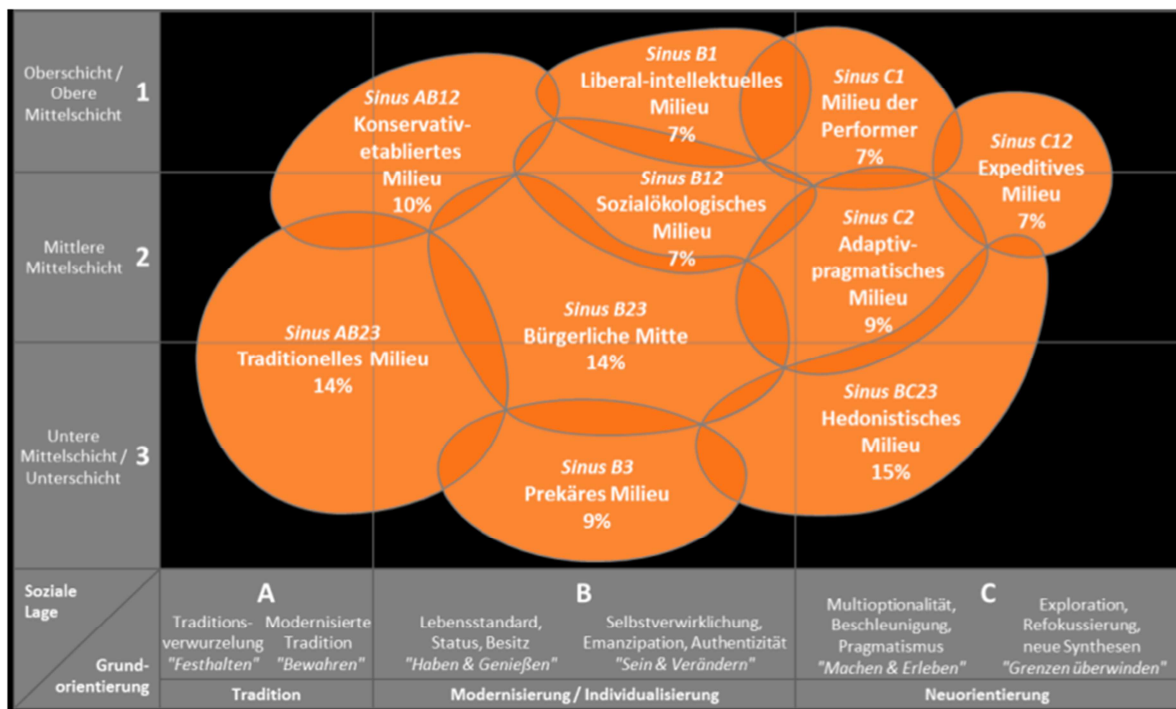 Oberschicht /
Obere
Mittelschicht
1
Mittlere
Mittelschicht
2
Untere
Mittelschicht /
Unterschicht
3
Sinus AB12
Konservativ-
etabliertes
Milieu
10%
Sinus B1
Liberal-intellektuelles
Milieu
7%
Sinus C1
Milieu der
Performer
7%
Sinus C12
Expeditives
Milieu
7%
Sinus B12
Sozialökologisches
Milieu
7%
Sinus C2
Adaptiv-
pragmatisches
Milieu
9%
Sinus AB23
Traditionelles Milieu
14%
Sinus B23
Bürgerliche Mitte
14%
Sinus BC23
Hedonistisches
Milieu
15%
Sinus B3
Prekäres Milieu
9%
Soziale
Lage
Grund-
orientierung
A
Traditions-
verwurzelung
"Festhalten"
Modernisierte
Tradition
"Bewahren"
Tradition
B
Lebensstandard,
Status, Besitz
"Haben & Genießen"
Selbstverwirklichung,
Emanzipation, Authentizität
"Sein & Verändern"
Modernisierung / Individualisierung
C
Multioptionalität,
Beschleunigung,
Pragmatismus
"Machen & Erleben"
Exploration,
Refokussierung,
neue Synthesen
"Grenzen überwinden"
Neuorientierung